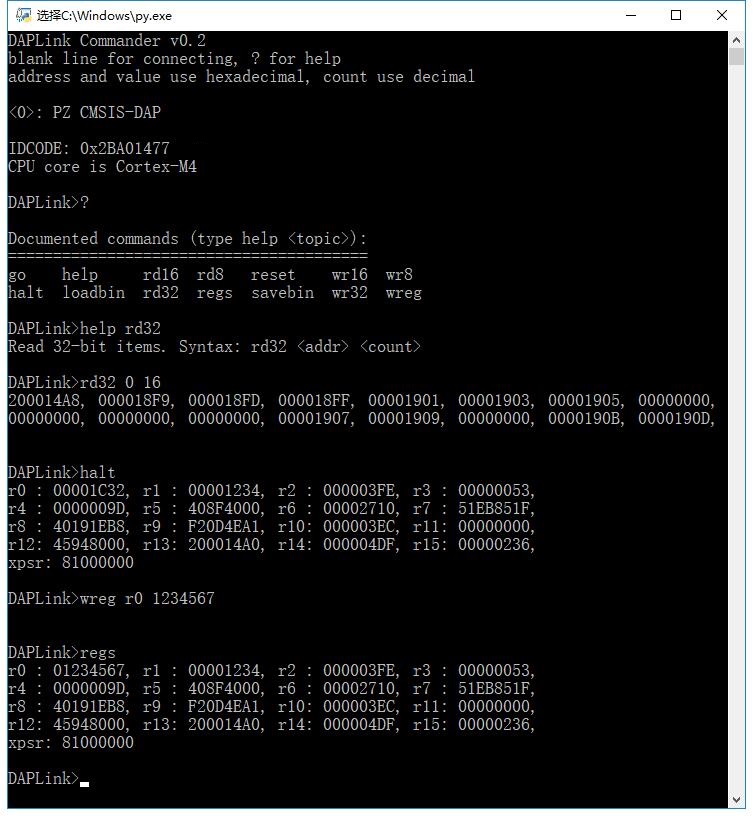 选择C:\Windows\py.exe
DAPLink Commander v0.2
blank line for connecting, ? for help
address and value use hexadecimal, count use decimal
<0>: PZ CMSIS-DAP
IDCODE: 0x2BA01477
CPU core is Cortex-M4
DAPLink>?
Documented commands (type help <topic>):
========================================
go    help     rd16  rd8   reset    wr16  wr8
halt  loadbin  rd32  regs  savebin  wr32  wreg
DAPLink>help rd32
Read 32-bit items. Syntax: rd32 <addr> <count>
DAPLink>rd32 0 16
200014A8, 000018F9, 000018FD, 000018FF, 00001901, 00001903, 00001905, 00000000,
00000000, 00000000, 00000000, 00001907, 00001909, 00000000, 0000190B, 0000190D,
DAPLink>halt
r0 : 00001C32, r1 : 00001234, r2 : 000003FE, r3 : 00000053,
r4 : 0000009D, r5 : 408F4000, r6 : 00002710, r7 : 51EB851F,
r8 : 40191EB8, r9 : F20D4EA1, r10: 000003EC, r11: 00000000,
r12: 45948000, r13: 200014A0, r14: 000004DF, r15: 00000236,
xpsr: 81000000
DAPLink>wreg r0 1234567
DAPLink>regs
r0 : 01234567, r1 : 00001234, r2 : 000003FE, r3 : 00000053,
r4 : 0000009D, r5 : 408F4000, r6 : 00002710, r7 : 51EB851F,
r8 : 40191EB8, r9 : F20D4EA1, r10: 000003EC, r11: 00000000,
r12: 45948000, r13: 200014A0, r14: 000004DF, r15: 00000236,
xpsr: 81000000
DAPLink>